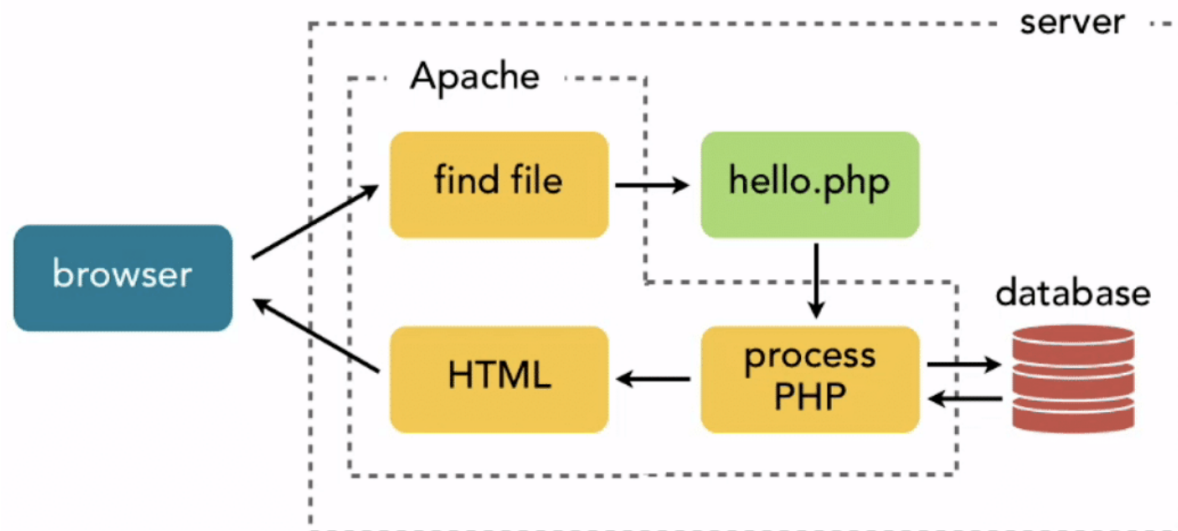 server
Apache
find file
hello.php
browser
database
HTML
process
PHP